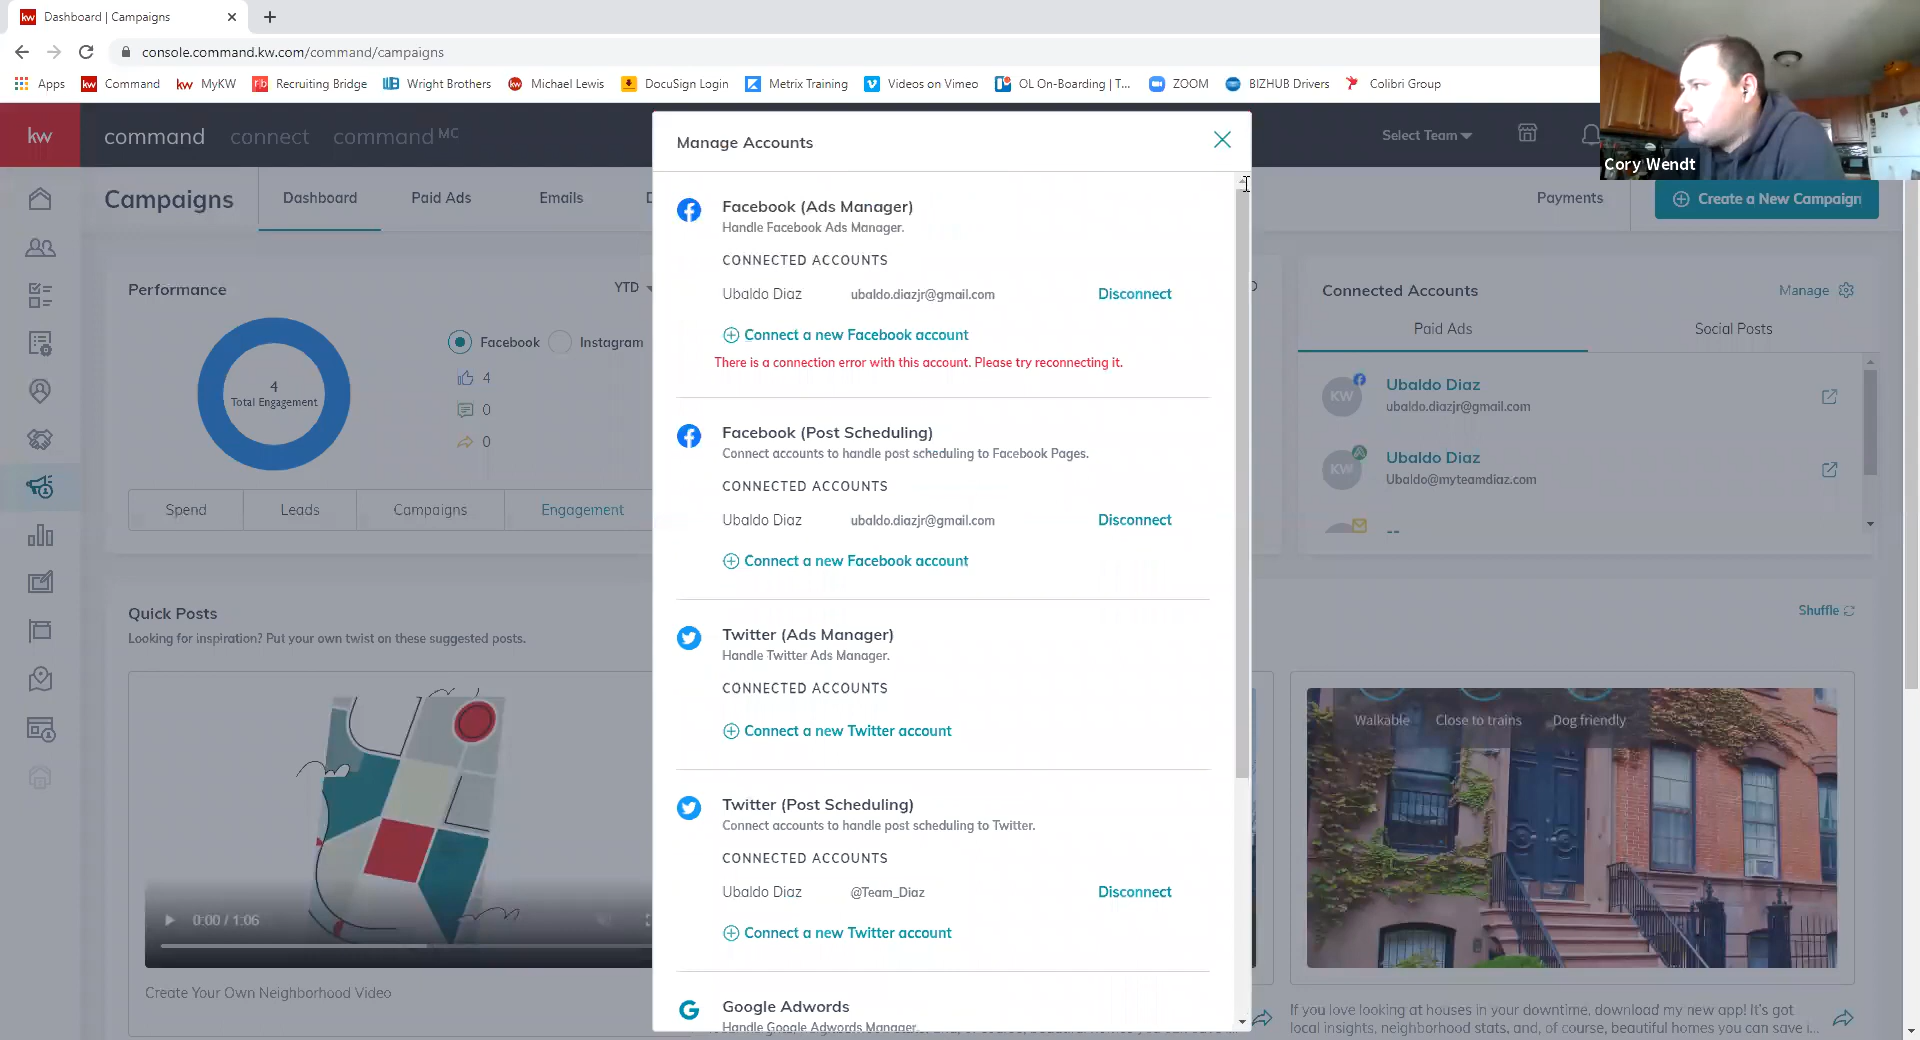 kw
Dashboard | Campaigns
console.command.kw.com/command/campaigns
Apps
kw Command
kw MyKW
rb Recruiting Bridge
Wright Brothers
kw Michael Lewis
DocuSign Login
Metrix Training
Videos on Vimeo
OL On-Boarding | T...
ZOOM
BIZHUB Drivers
Colibri Group
Cory Wendt
kw
command
connect
command MC
Select Team
Campaigns
Dashboard
Paid Ads
Emails
D
Payments
Create a New Campaign
Performance
YTD
4
Total Engagement
Facebook
Instagram
4
0
0
Spend
Leads
Campaigns
Engagement
Quick Posts
Looking for inspiration? Put your own twist on these suggested posts.
0:00 / 1:06
Create Your Own Neighborhood Video
Manage Accounts
Facebook (Ads Manager)
Handle Facebook Ads Manager.
CONNECTED ACCOUNTS
Ubaldo Diaz
ubaldo.diazjr@gmail.com
Disconnect
Connect a new Facebook account
There is a connection error with this account. Please try reconnecting it.
Facebook (Post Scheduling)
Connect accounts to handle post scheduling to Facebook Pages.
CONNECTED ACCOUNTS
Ubaldo Diaz
ubaldo.diazjr@gmail.com
Disconnect
Connect a new Facebook account
Twitter (Ads Manager)
Handle Twitter Ads Manager.
CONNECTED ACCOUNTS
Connect a new Twitter account
Twitter (Post Scheduling)
Connect accounts to handle post scheduling to Twitter.
CONNECTED ACCOUNTS
Ubaldo Diaz
@Team_Diaz
Disconnect
Connect a new Twitter account
Google Adwords
Handle Google Adwords Manager.
Connected Accounts
Manage
Paid Ads
Social Posts
KW
Ubaldo Diaz
ubaldo.diazjr@gmail.com
KW
Ubaldo Diaz
Ubaldo@myteamdiaz.com
--
Shuffle
Walkable
Close to trains
Dog friendly
If you love looking at houses in your downtime, download my new app! It's got
local insights, neighborhood stats, and, of course, beautiful homes you can save i...